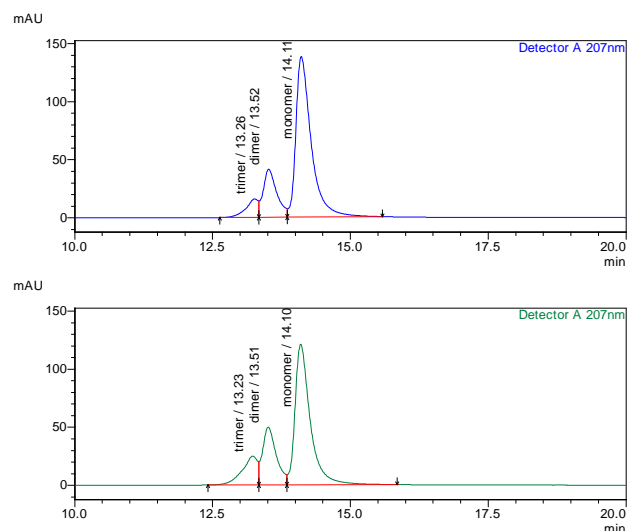 mAU
150
Detector A 207nm
trimer / 13.26
dimer / 13.52
monomer / 14.11
100
50
0
10.0 12.5 15.0 17.5 20.0
min
mAU
150
Detector A 207nm
trimer / 13.23
dimer / 13.51
monomer / 14.10
100
50
0
10.0 12.5 15.0 17.5 20.0
min